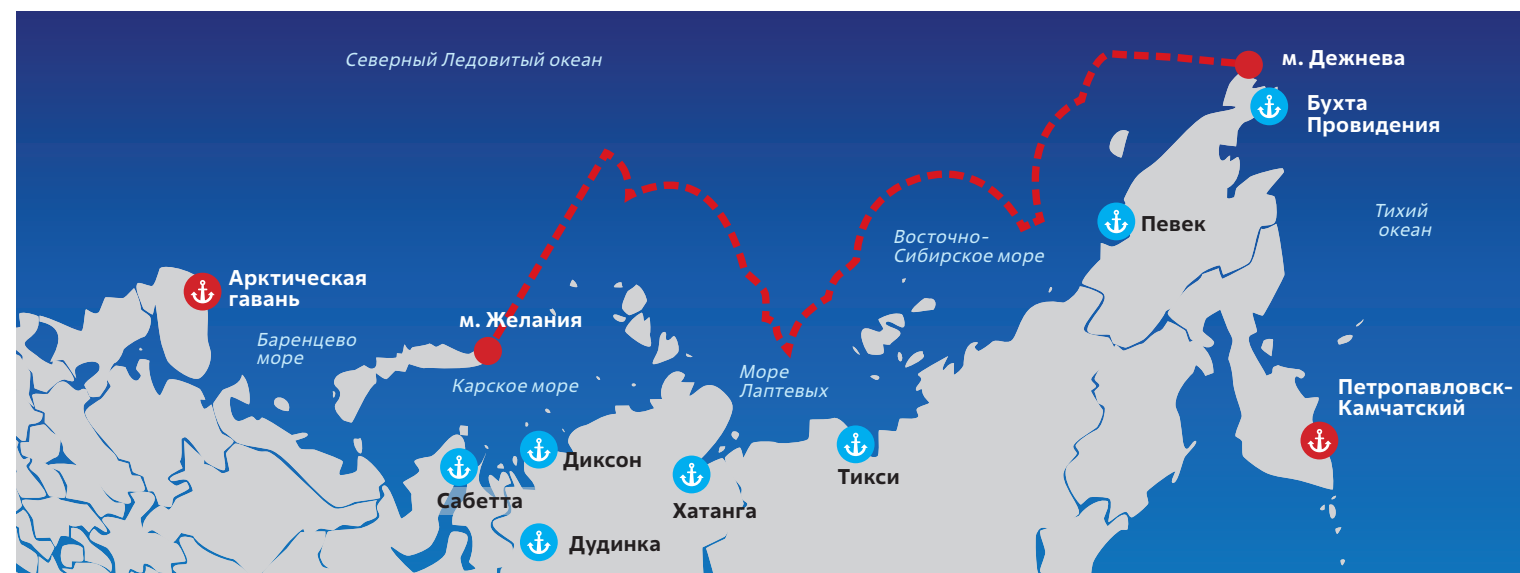 Северный Ледовитый океан
м. Дежнева
Бухта
Провидения
Певек
Тихий
океан
Восточно-
Сибирское море
Арктическая
гавань
м. Желания
Баренцево
море
Карское море
Море
Лаптевых
Петропавловск-
Камчатский
Диксон
Тикси
Сабетта
Хатанга
Дудинка